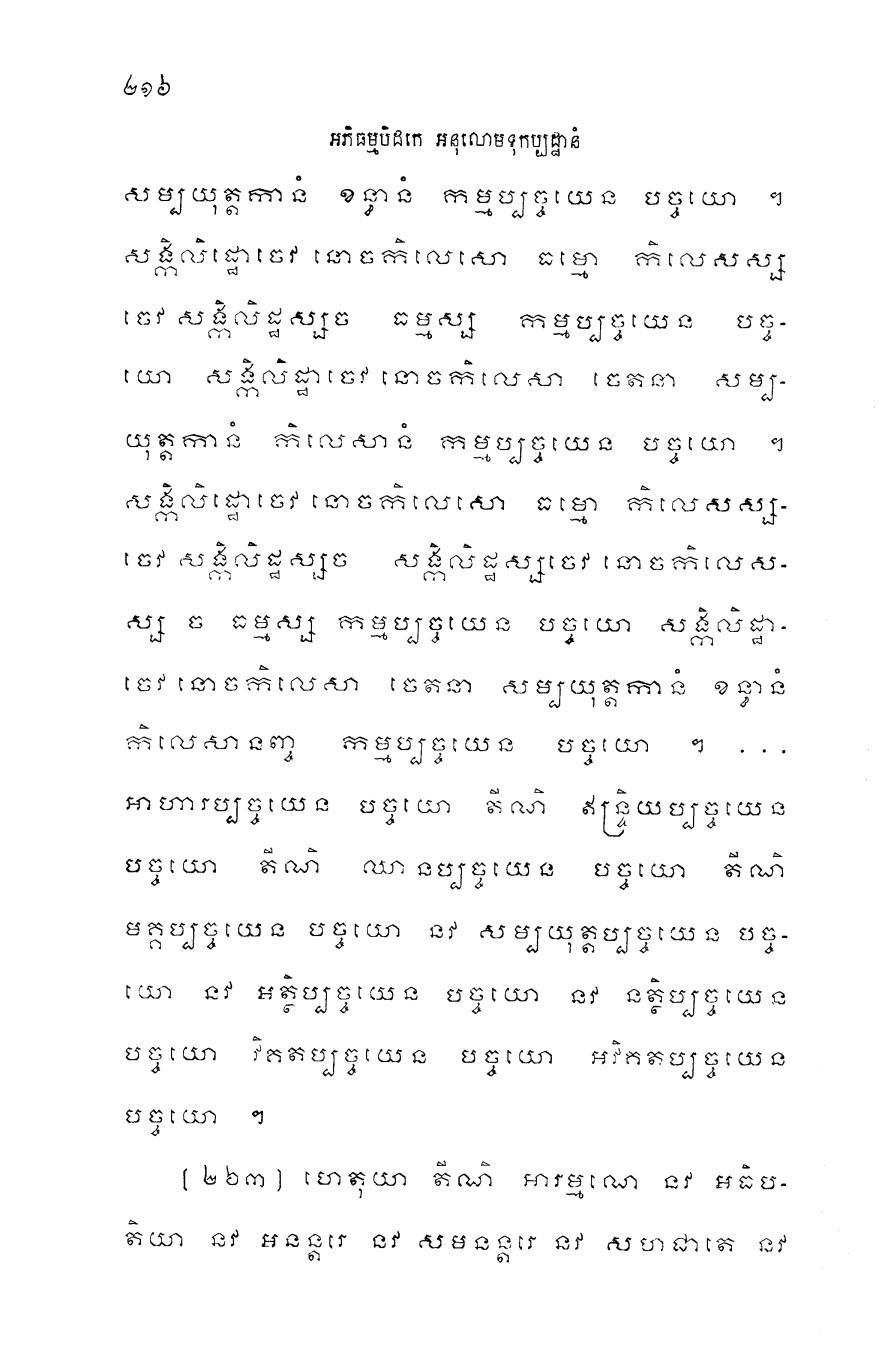 ២១៦
អភិធម្មបិដកេ អនុលោមទុកប្បដ្ឋានំ
សម្បយុត្តកានំ ខន្ធានំ កម្មប្បច្ចយេន បច្ចយោ ។
សង្កិលិដ្ឋោចេវ នោចកិលេសោ ធម្មោ កិលេសស្ស
ចេវ សង្កិលិដ្ឋស្សច ធម្មស្ស កម្មប្បច្ចយេន បច្ច-
យោ សង្កិលិដ្ឋាចេវ នោចកិលេសា ចេតនា សម្ប-
យុត្តកានំ កិលេសានំ កម្មប្បច្ចយេន បច្ចយោ ។
សង្កិលិដ្ឋោចេវ នោចកិលេសោ ធម្មោ កិលេសស្ស-
ចេវ សង្កិលិដ្ឋស្សច សង្កិលិដ្ឋស្សចេវ នោចកិលេស-
ស្ស ច ធម្មស្ស កម្មប្បច្ចយេន បច្ចយោ សង្កិលិដ្ឋា-
ចេវ នោចកិលេសា ចេតនា សម្បយុត្តកានំ ខន្ធានំ
កិលេសានញ្ច កម្មប្បច្ចយេន បច្ចយោ ។ ...
អាហារប្បច្ចយេន បច្ចយោ តីណិ ឥន្ទ្រិយប្បច្ចយេន
បច្ចយោ តីណិ ឈានប្បច្ចយេន បច្ចយោ តីណិ
មគ្គប្បច្ចយេន បច្ចយោ នវ សម្បយុត្តប្បច្ចយេន បច្ច-
យោ នវ អត្ថិប្បច្ចយេន បច្ចយោ នវ នត្ថិប្បច្ចយេន
បច្ចយោ វិគតប្បច្ចយេន បច្ចយោ អវិគតប្បច្ចយេន
បច្ចយោ ។
[២៦៣] ហេតុយា តីណិ អារម្មណេ នវ អធិប-
តិយា នវ អនន្តរេ នវ សមនន្តរេ នវ សហជាតេ នវ